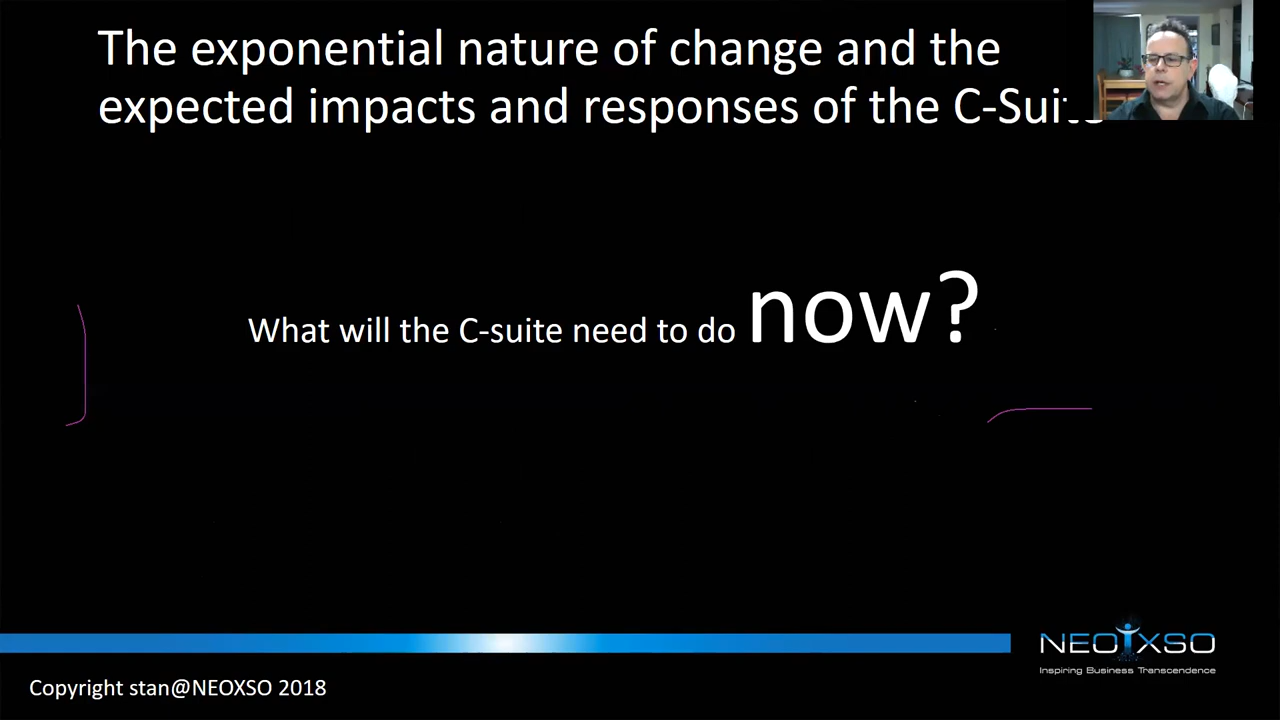 The exponential nature of change and the
expected impacts and responses of the C-Suite
What will the C-suite need to do now?
NEOXSO
Inspiring Business Transcendence
Copyright stan@NEOXSO 2018